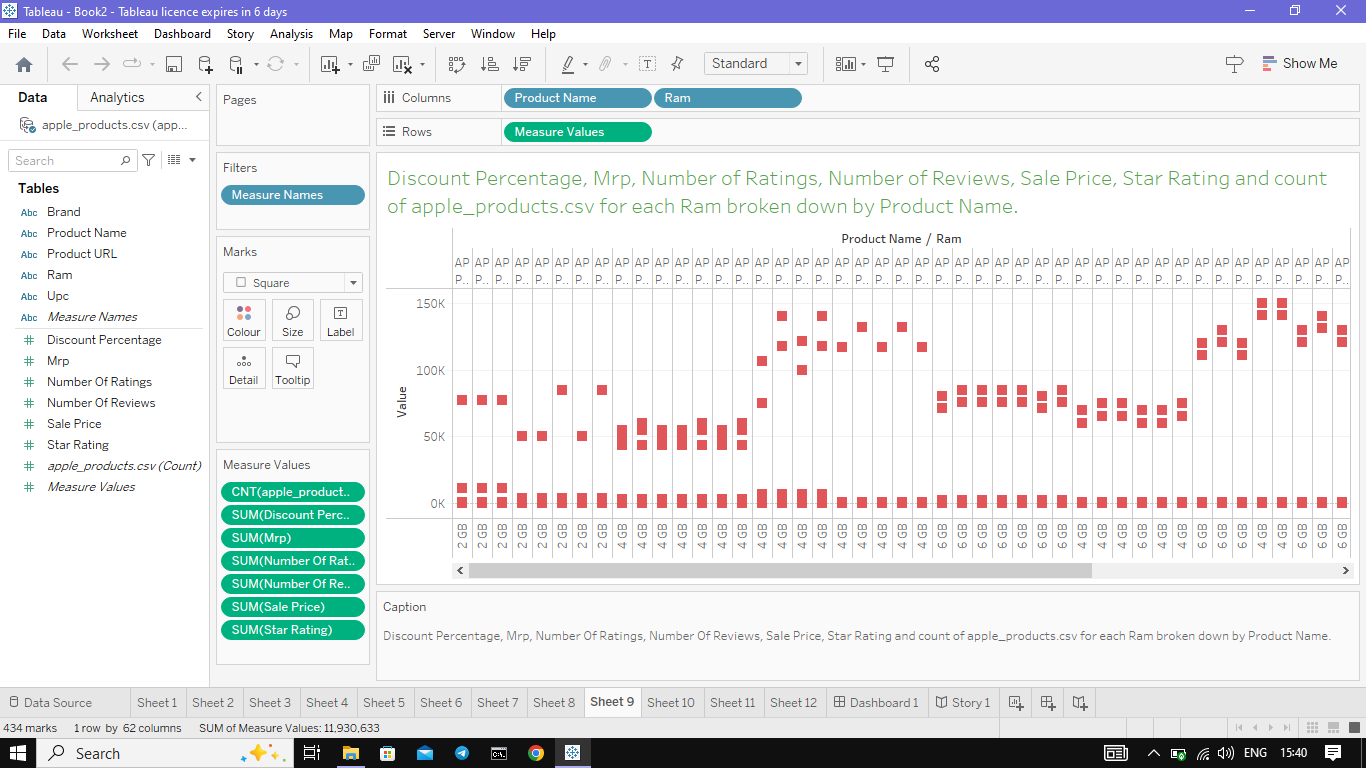 Tableau - Book2 - Tableau licence expires in 6 days
File Data Worksheet Dashboard Story Analysis Map Format Server Window Help
Standard
Show Me
Data Analytics
apple_products.csv (app...
Search
Tables
Abc Brand
Abc Product Name
Abc Product URL
Abc Ram
Abc Upc
Abc Measure Names
Discount Percentage
Mrp
Number Of Ratings
Number Of Reviews
Sale Price
Star Rating
apple_products.csv (Count)
Measure Values
Pages
Filters
Measure Names
Marks
Square
Colour Size Label
Detail Tooltip
Measure Values
CNT(apple_product..
SUM(Discount Perc..
SUM(Mrp)
SUM(Number Of Rat..
SUM(Number Of Re..
SUM(Sale Price)
SUM(Star Rating)
Columns Product Name Ram
Rows Measure Values
Discount Percentage, Mrp, Number of Ratings, Number of Reviews, Sale Price, Star Rating and count
of apple_products.csv for each Ram broken down by Product Name.
Product Name / Ram
AP AP AP AP AP AP AP AP AP AP AP AP AP AP AP AP AP AP AP AP AP AP AP AP AP AP AP AP AP AP AP AP AP AP AP AP AP AP AP AP AP AP AP AP AP
P.. P.. P.. P.. P.. P.. P.. P.. P.. P.. P.. P.. P.. P.. P.. P.. P.. P.. P.. P.. P.. P.. P.. P.. P.. P.. P.. P.. P.. P.. P.. P.. P.. P.. P.. P.. P.. P.. P.. P.. P.. P.. P.. P.. P..
150K
100K
Value
50K
0K
2 GB 2 GB 2 GB 2 GB 2 GB 2 GB 2 GB 2 GB 4 GB 4 GB 4 GB 4 GB 4 GB 4 GB 4 GB 4 GB 4 GB 4 GB 4 GB 4 GB 4 GB 4 GB 4 GB 4 GB 6 GB 6 GB 6 GB 6 GB 6 GB 6 GB 6 GB 6 GB 6 GB 6 GB 6 GB 6 GB 6 GB 6 GB 6 GB 6 GB 6 GB 6 GB 6 GB 6 GB 6 GB
Caption
Discount Percentage, Mrp, Number Of Ratings, Number Of Reviews, Sale Price, Star Rating and count of apple_products.csv for each Ram broken down by Product Name.
Data Source Sheet 1 Sheet 2 Sheet 3 Sheet 4 Sheet 5 Sheet 6 Sheet 7 Sheet 8 Sheet 9 Sheet 10 Sheet 11 Sheet 12 Dashboard 1 Story 1
434 marks 1 row by 62 columns SUM of Measure Values: 11,930,633
Search
ENG 15:40